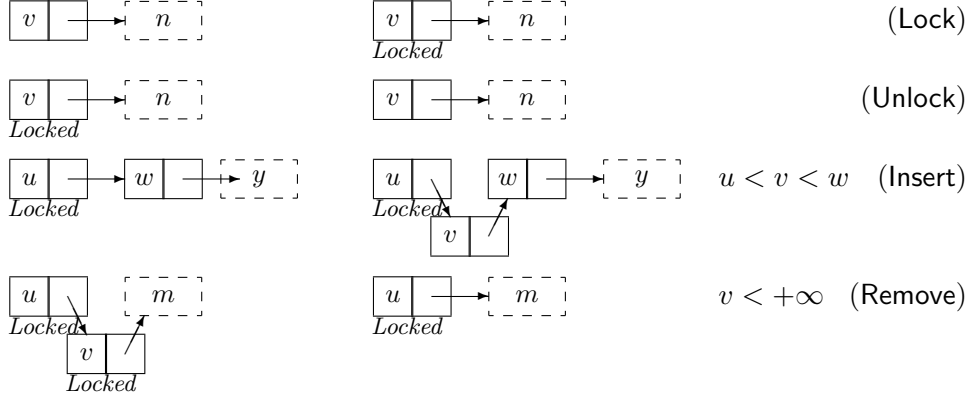 v n v n (Lock)
Locked
v n v n (Unlock)
Locked
u w y u w y u < v < w (Insert)
Locked Locked
v
u m u m v < +∞ (Remove)
Locked Locked
v
Locked